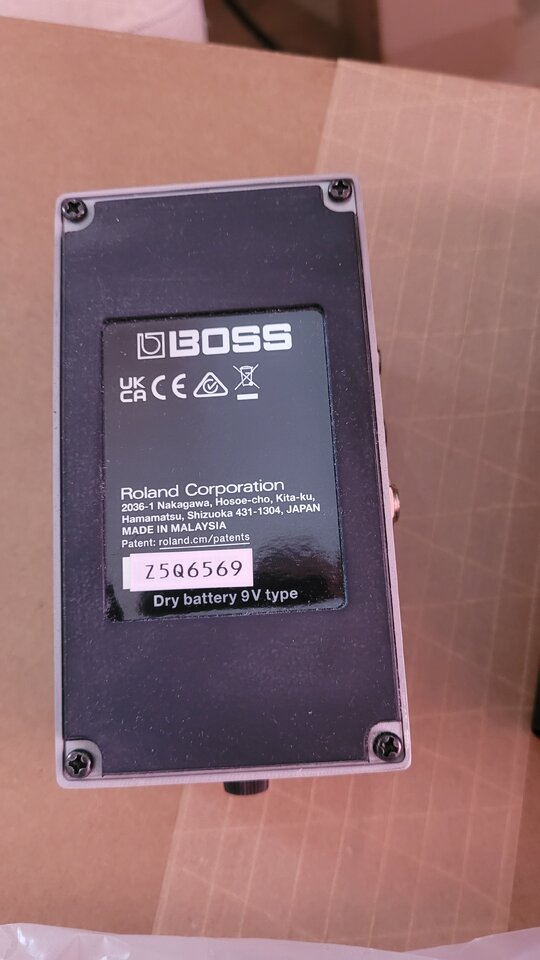 BOSS
UK
CA CE
Roland Corporation
2036-1 Nakagawa, Hosoe-cho, Kita-ku,
Hamamatsu, Shizuoka 431-1304, JAPAN
MADE IN MALAYSIA
Patent: roland.cm/patents
Z5Q6569
Dry battery 9V type